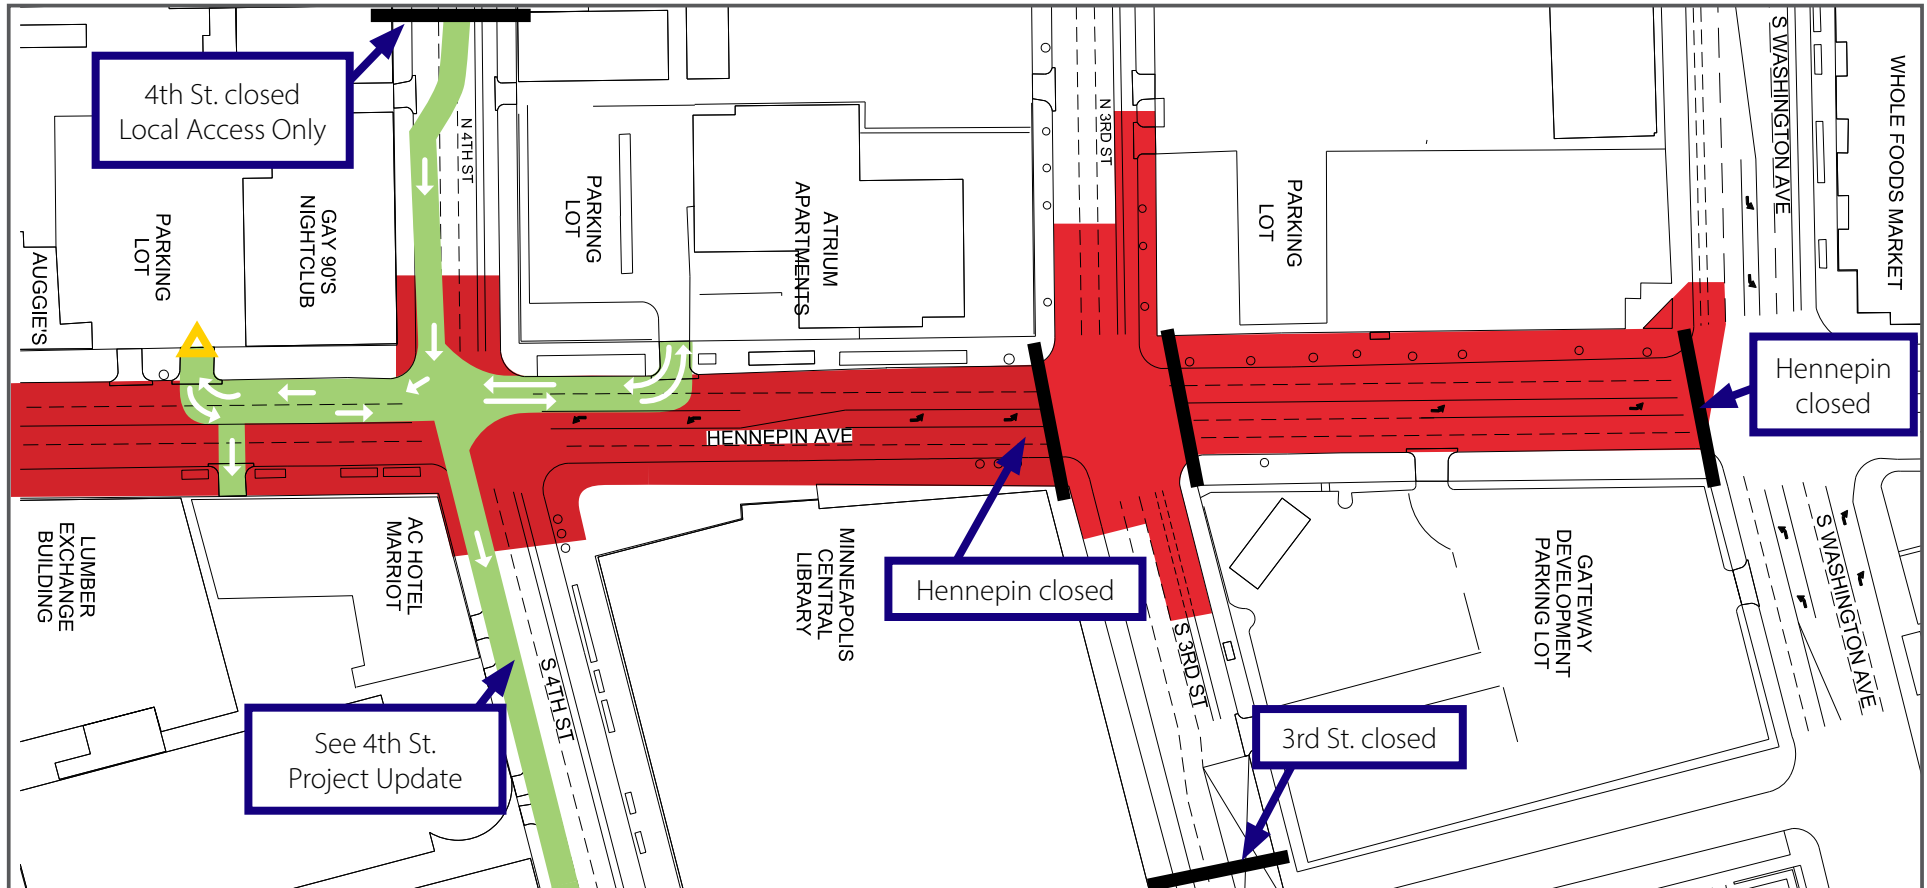 4th St. closed
Local Access Only
N 4TH ST
N 3RD ST
S WASHINGTON AVE
WHOLE FOODS MARKET
AUGGIE'S
PARKING
LOT
GAY 90'S
NIGHTCLUB
PARKING
LOT
ATRIUM
APARTMENTS
PARKING
LOT
Hennepin
closed
HENNEPIN AVE
LUMBER
EXCHANGE
BUILDING
AC HOTEL
MARRIOT
MINNEAPOLIS
CENTRAL
LIBRARY
Hennepin closed
GATEWAY
DEVELOPMENT
PARKING LOT
S WASHINGTON AVE
S 4TH ST
S 3RD ST
See 4th St.
Project Update
3rd St. closed